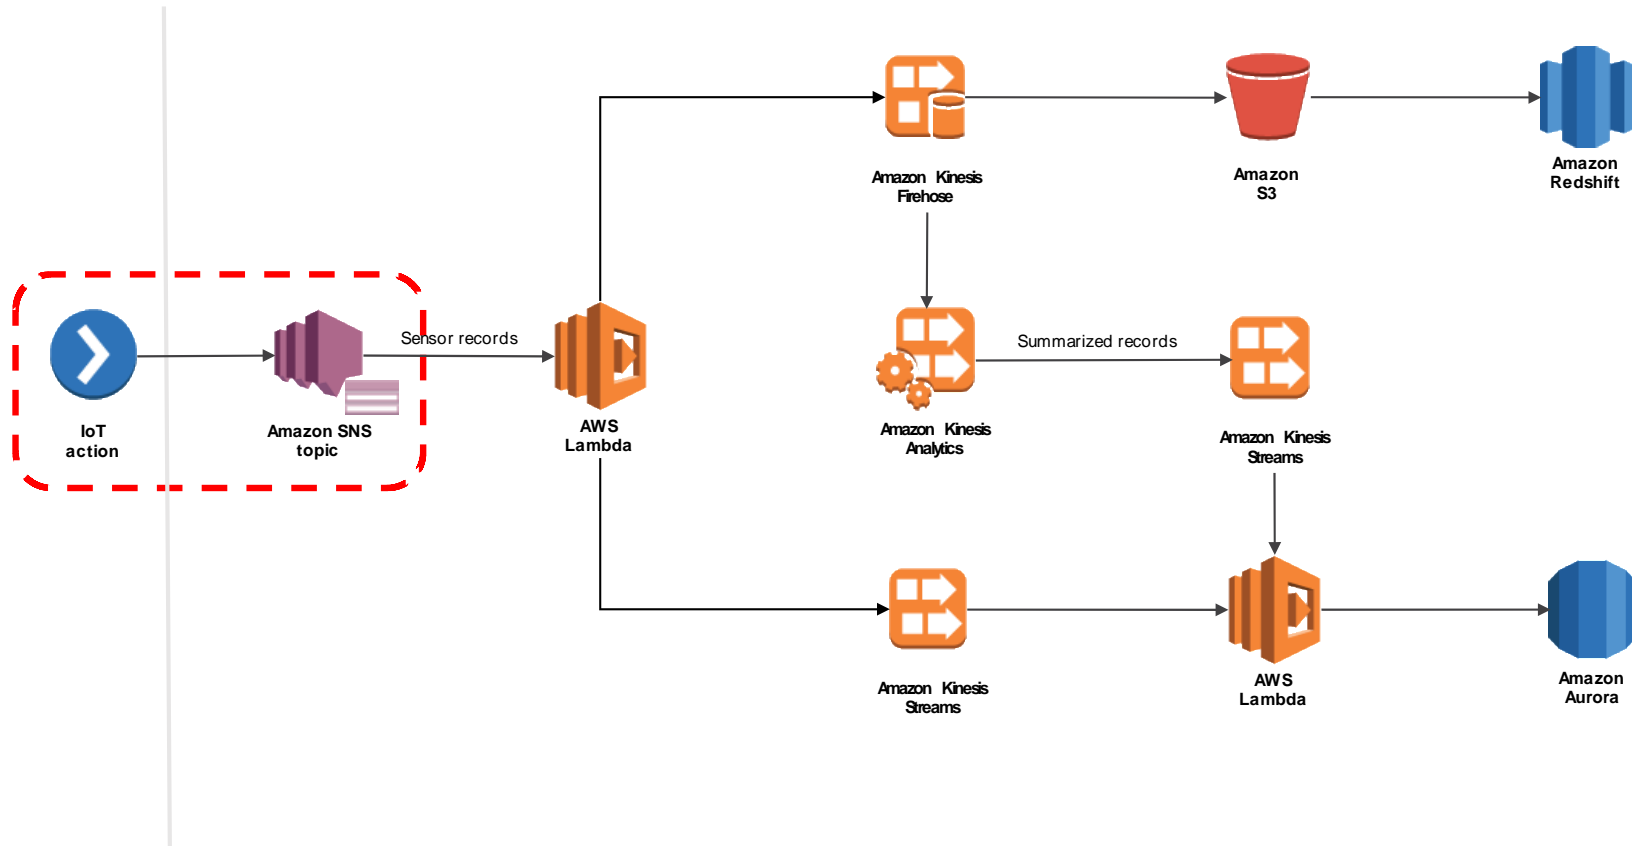 Amazon Kinesis
Firehose
Amazon
S3
Amazon
Redshift
Sensor records
Summarized records
IoT
action
Amazon SNS
topic
AWS
Lambda
Amazon Kinesis
Analytics
Amazon Kinesis
Streams
Amazon Kinesis
Streams
AWS
Lambda
Amazon
Aurora